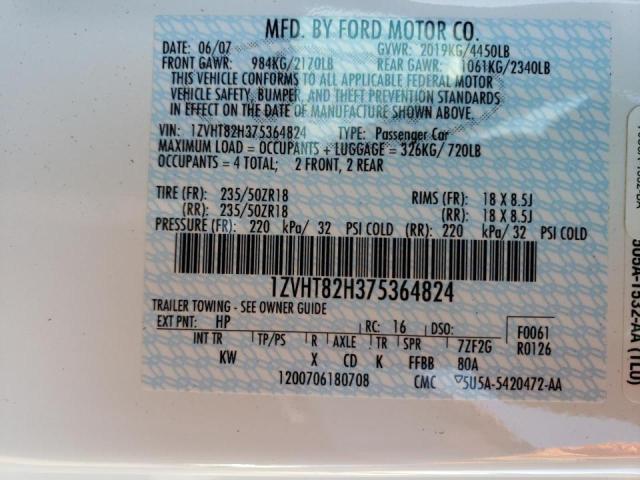 MFD. BY FORD MOTOR CO.
DATE: 06/07 GVWR: 2019KG/4450LB
FRONT GAWR: 984KG/2170LB REAR GAWR: 1061KG/2340LB
THIS VEHICLE CONFORMS TO ALL APPLICABLE FEDERAL MOTOR
VEHICLE SAFETY, BUMPER, AND THEFT PREVENTION STANDARDS
IN EFFECT ON THE DATE OF MANUFACTURE SHOWN ABOVE.
VIN: 1ZVHT82H375364824 TYPE: Passenger Car
MAXIMUM LOAD = OCCUPANTS + LUGGAGE = 326KG/ 720LB
OCCUPANTS = 4 TOTAL; 2 FRONT, 2 REAR
TIRE (FR): 235/50ZR18 RIMS (FR): 18 X 8.5J
(RR): 235/50ZR18 (RR): 18 X 8.5J
PRESSURE (FR): 220 kPa/ 32 PSI COLD (RR): 220 kPa/ 32 PSI COLD
1ZVHT82H375364824
TRAILER TOWING - SEE OWNER GUIDE
EXT PNT: HP RC: 16 DSO: F0061
INT TR TP/PS R AXLE TR SPR 7ZF2G R0126
KW X CD K FFBB 80A
1200706180708 CMC 5U5A-5420472-AA